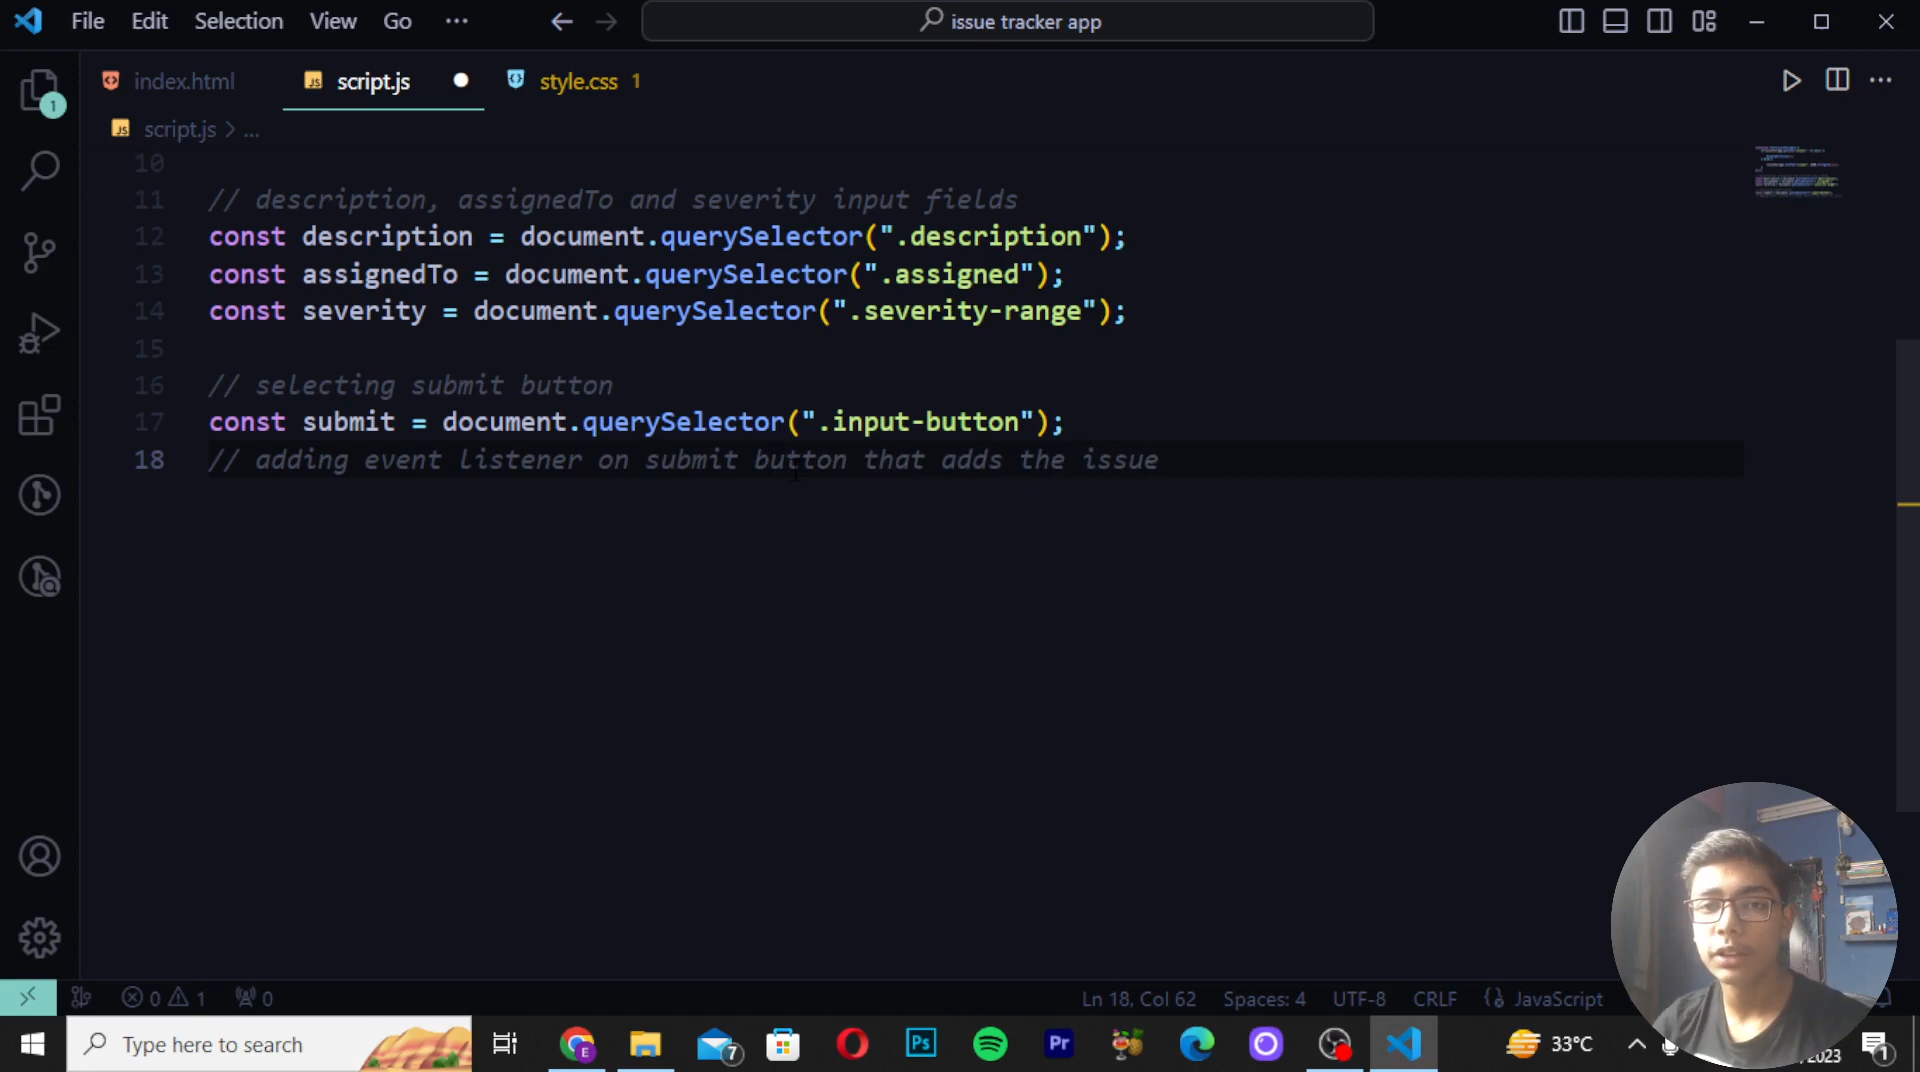 File Edit Selection View Go ...
issue tracker app
index.html script.js style.css 1
1
script.js > ...
10
11 // description, assignedTo and severity input fields
12 const description = document.querySelector(".description");
13 const assignedTo = document.querySelector(".assigned");
14 const severity = document.querySelector(".severity-range");
15
16 // selecting submit button
17 const submit = document.querySelector(".input-button");
18 // adding event listener on submit button that adds the issue
0 1 0 Ln 18, Col 62 Spaces: 4 UTF-8 CRLF {} JavaScript
Type here to search 7 33°C
/2023 1